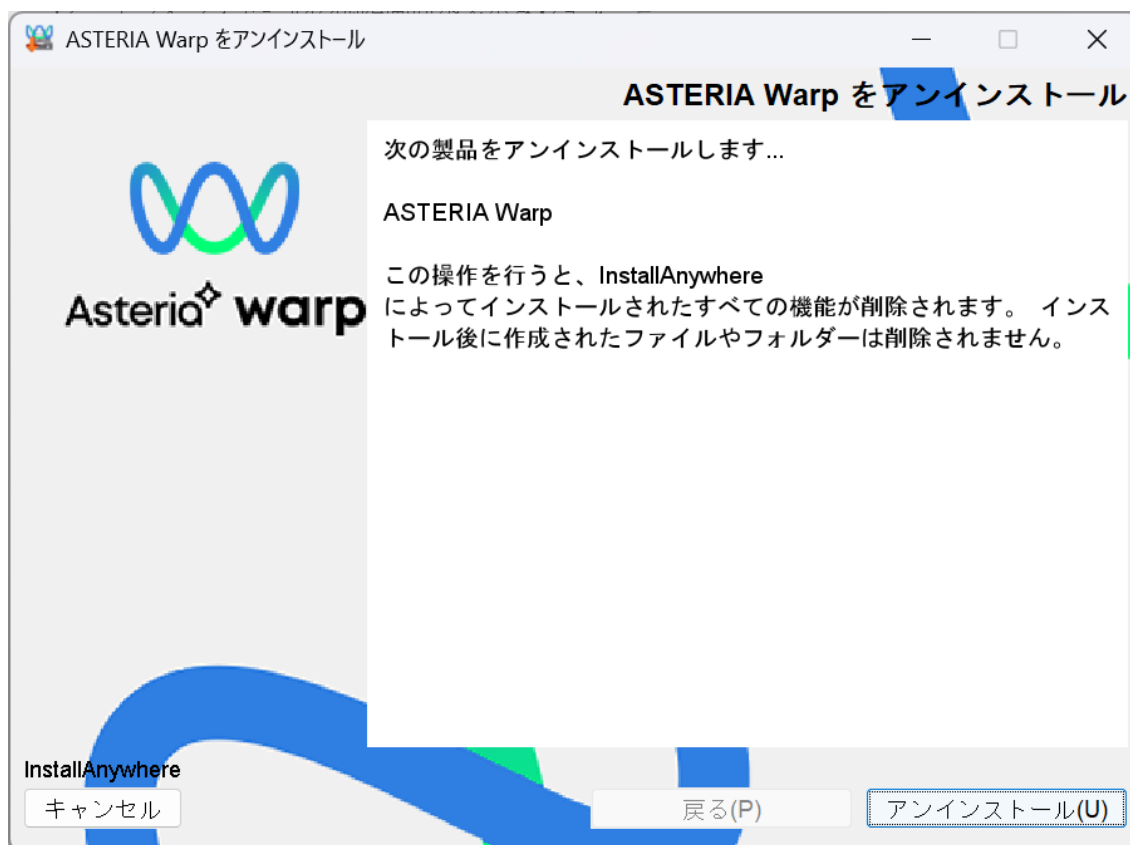 ASTERIA Warp をアンインストール
ASTERIA Warp をアンインストール
Asteria warp
次の製品をアンインストールします...
ASTERIA Warp
この操作を行うと、InstallAnywhere
によってインストールされたすべての機能が削除されます。 インス
トール後に作成されたファイルやフォルダーは削除されません。
InstallAnywhere
キャンセル
戻る(P)
アンインストール(U)